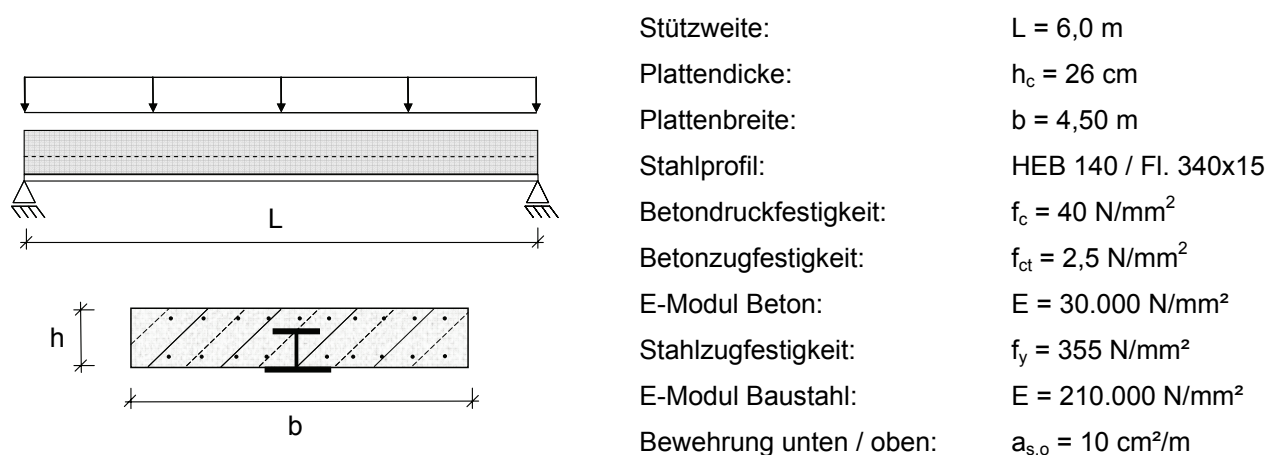 L
h
b
Stützweite: L = 6,0 m
Plattendicke: h_c = 26 cm
Plattenbreite: b = 4,50 m
Stahlprofil: HEB 140 / Fl. 340x15
Betondruckfestigkeit: f_c = 40 N/mm²
Betonzugfestigkeit: f_ct = 2,5 N/mm²
E-Modul Beton: E = 30.000 N/mm²
Stahlzugfestigkeit: f_y = 355 N/mm²
E-Modul Baustahl: E = 210.000 N/mm²
Bewehrung unten / oben: a_s,o = 10 cm²/m